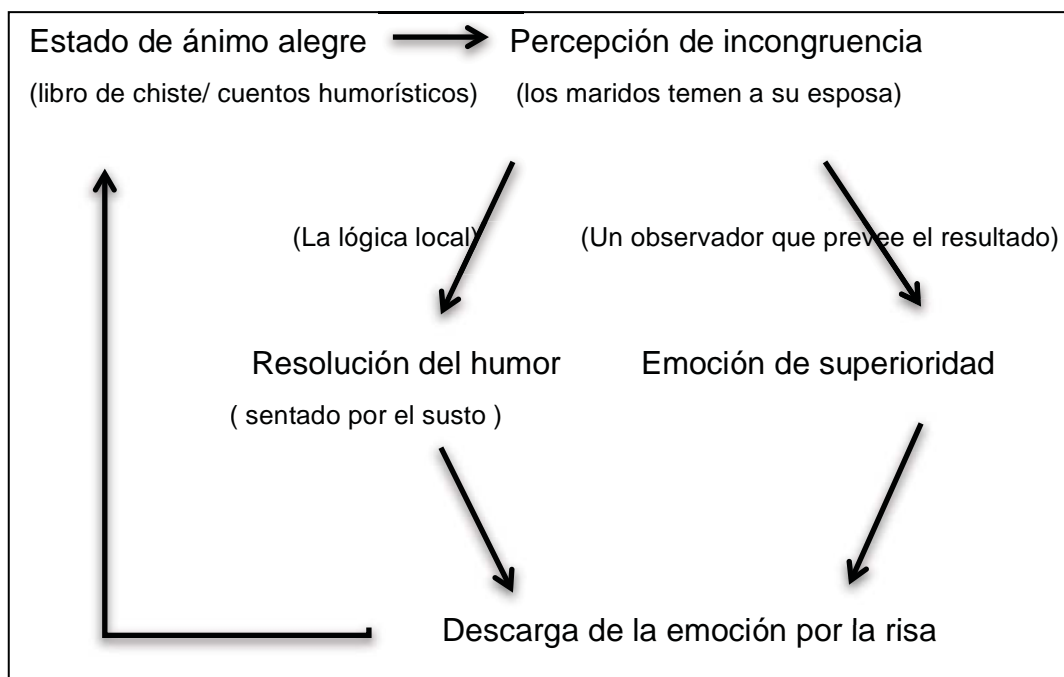 Estado de ánimo alegre
Percepción de incongruencia
(libro de chiste/ cuentos humorísticos)
(los maridos temen a su esposa)
(La lógica local)
(Un observador que prevee el resultado)
Resolución del humor
Emoción de superioridad
( sentado por el susto )
Descarga de la emoción por la risa